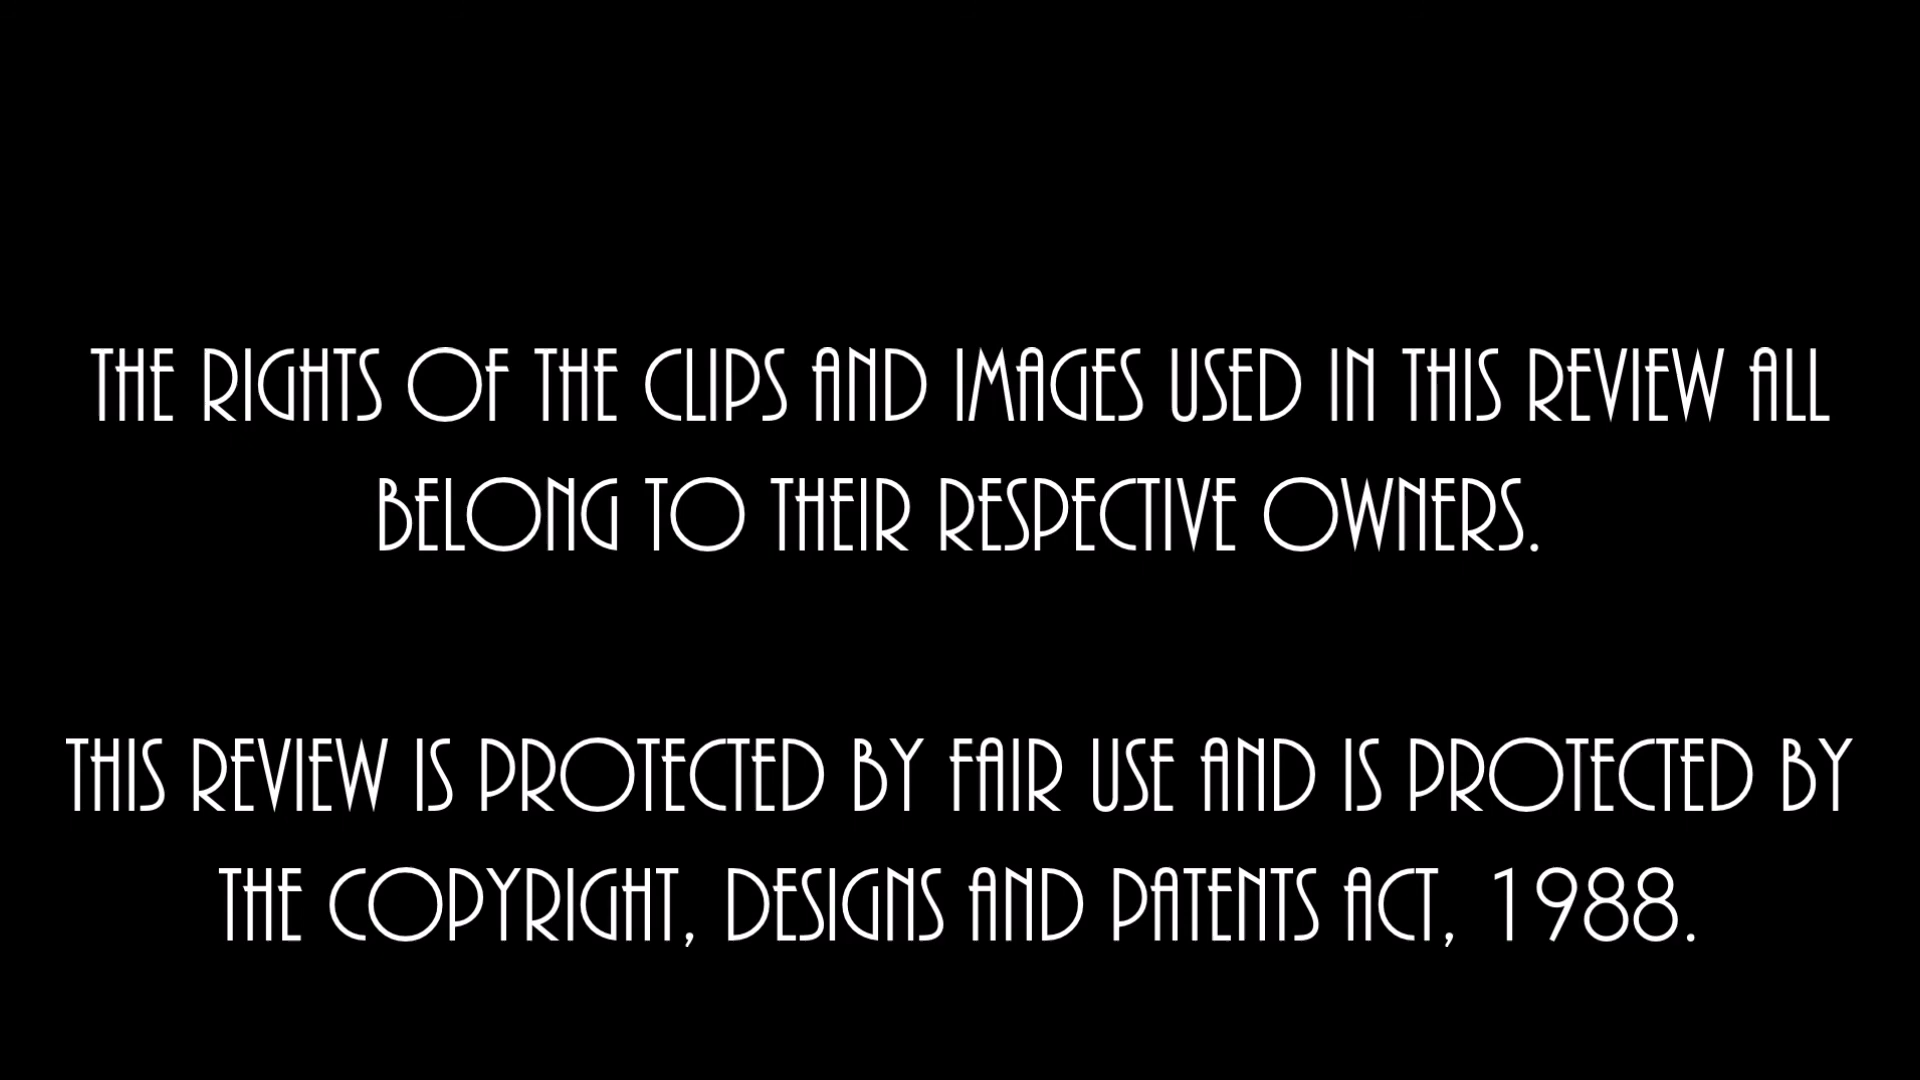 THE RIGHTS OF THE CLIPS AND IMAGES USED IN THIS REVIEW ALL
BELONG TO THEIR RESPECTIVE OWNERS.
THIS REVIEW IS PROTECTED BY FAIR USE AND IS PROTECTED BY
THE COPYRIGHT, DESIGNS AND PATENTS ACT, 1988.